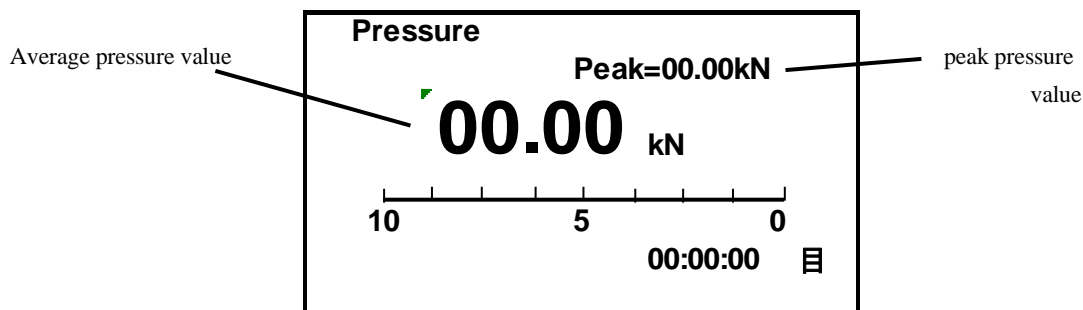 Pressure
Average pressure value
Peak=00.00kN
peak pressure
value
00.00 kN
10 5 0
00:00:00 目